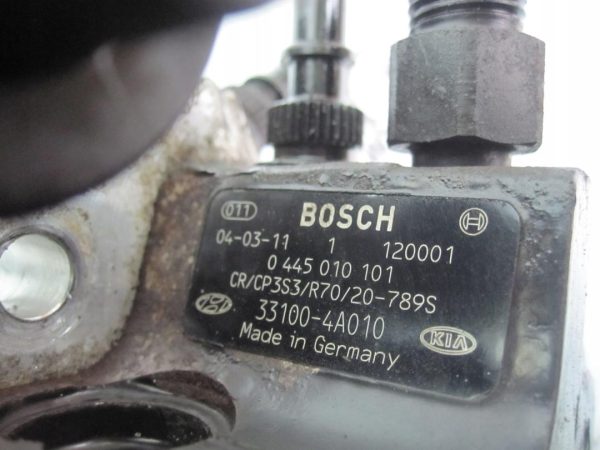 011 BOSCH
04-03-11 1 120001
0 445 010 101
CR/CP3S3/R70/20-789S
33100-4A010
KIA
Made in Germany